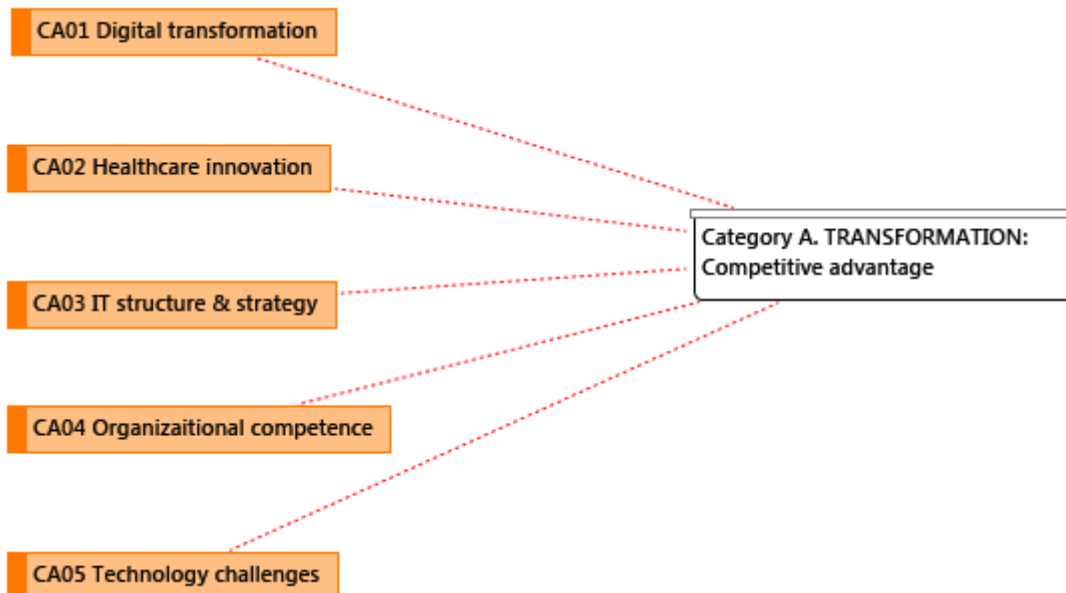 CA01 Digital transformation
CA02 Healthcare innovation
Category A. TRANSFORMATION:
Competitive advantage
CA03 IT structure & strategy
CA04 Organizaitional competence
CA05 Technology challenges